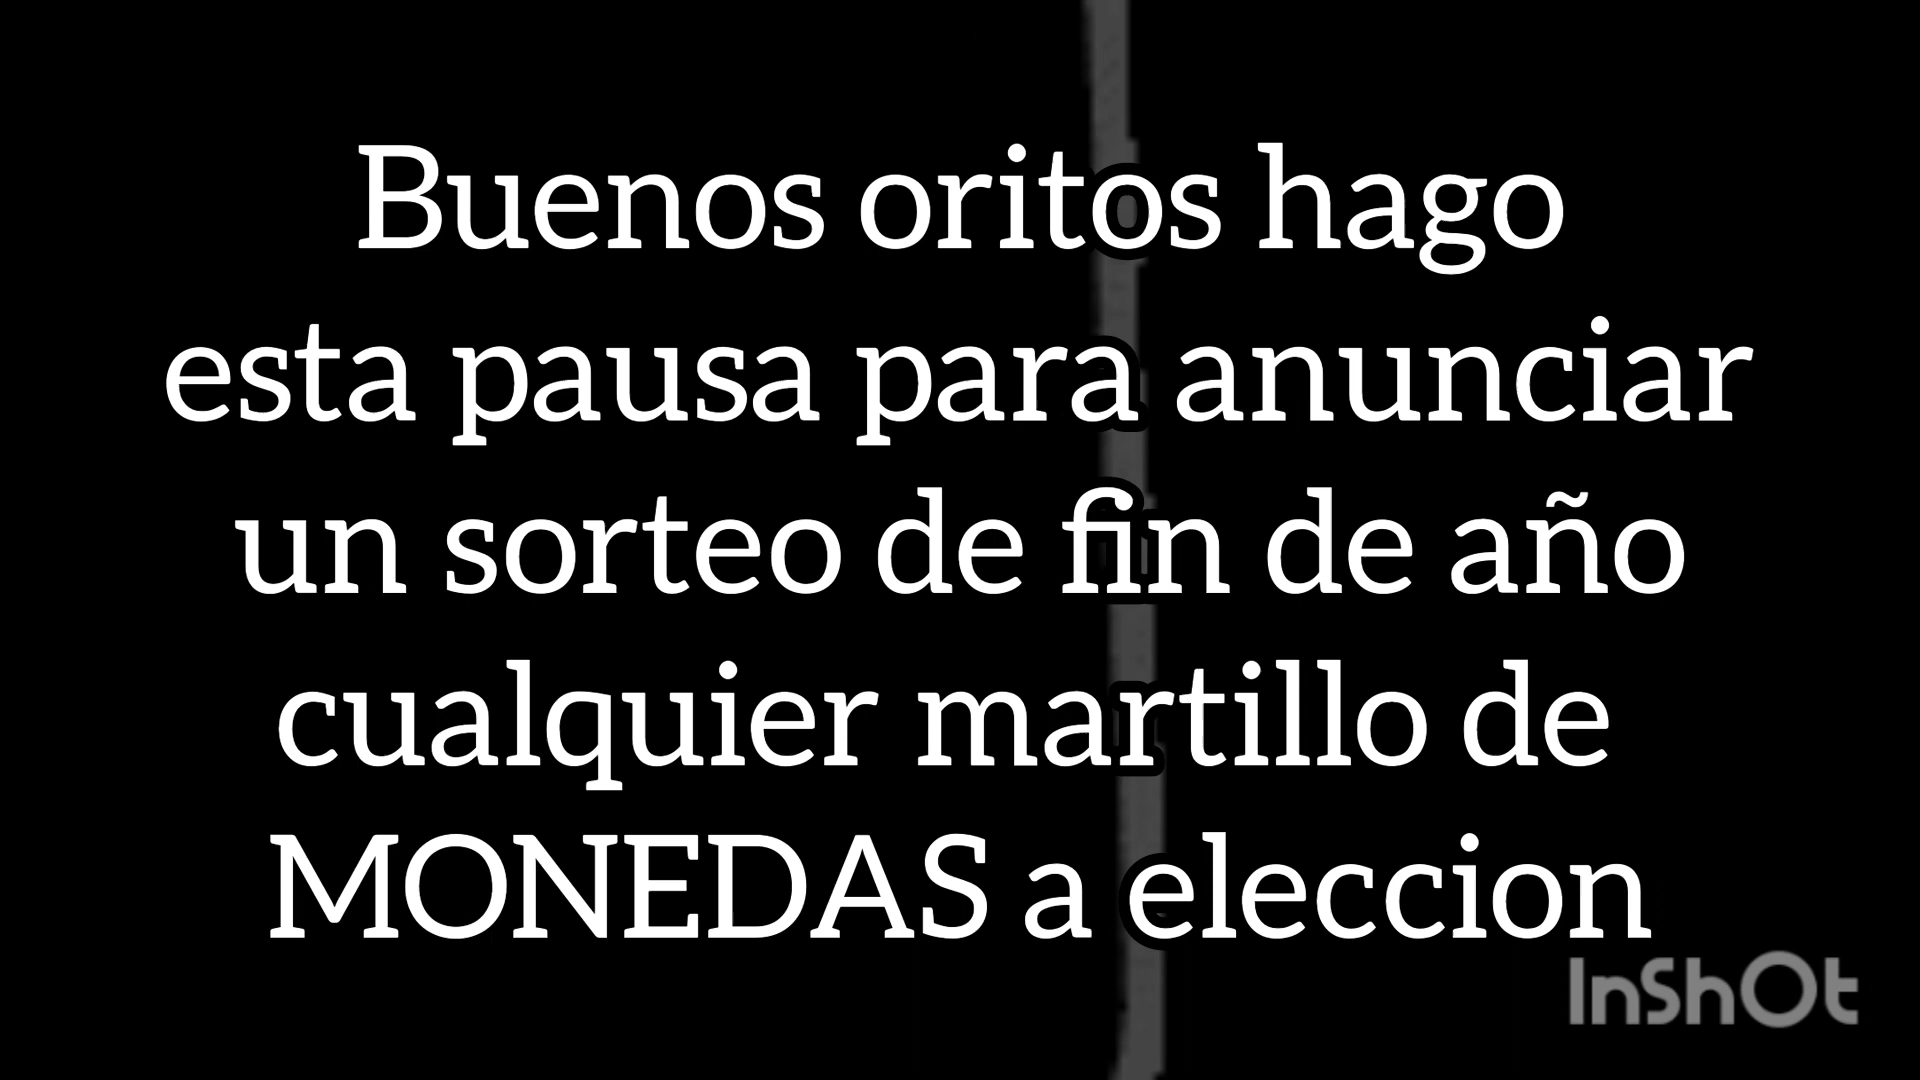 Buenos oritos hago
esta pausa para anunciar
un sorteo de fin de año
cualquier martillo de
MONEDAS a eleccion
InShOt